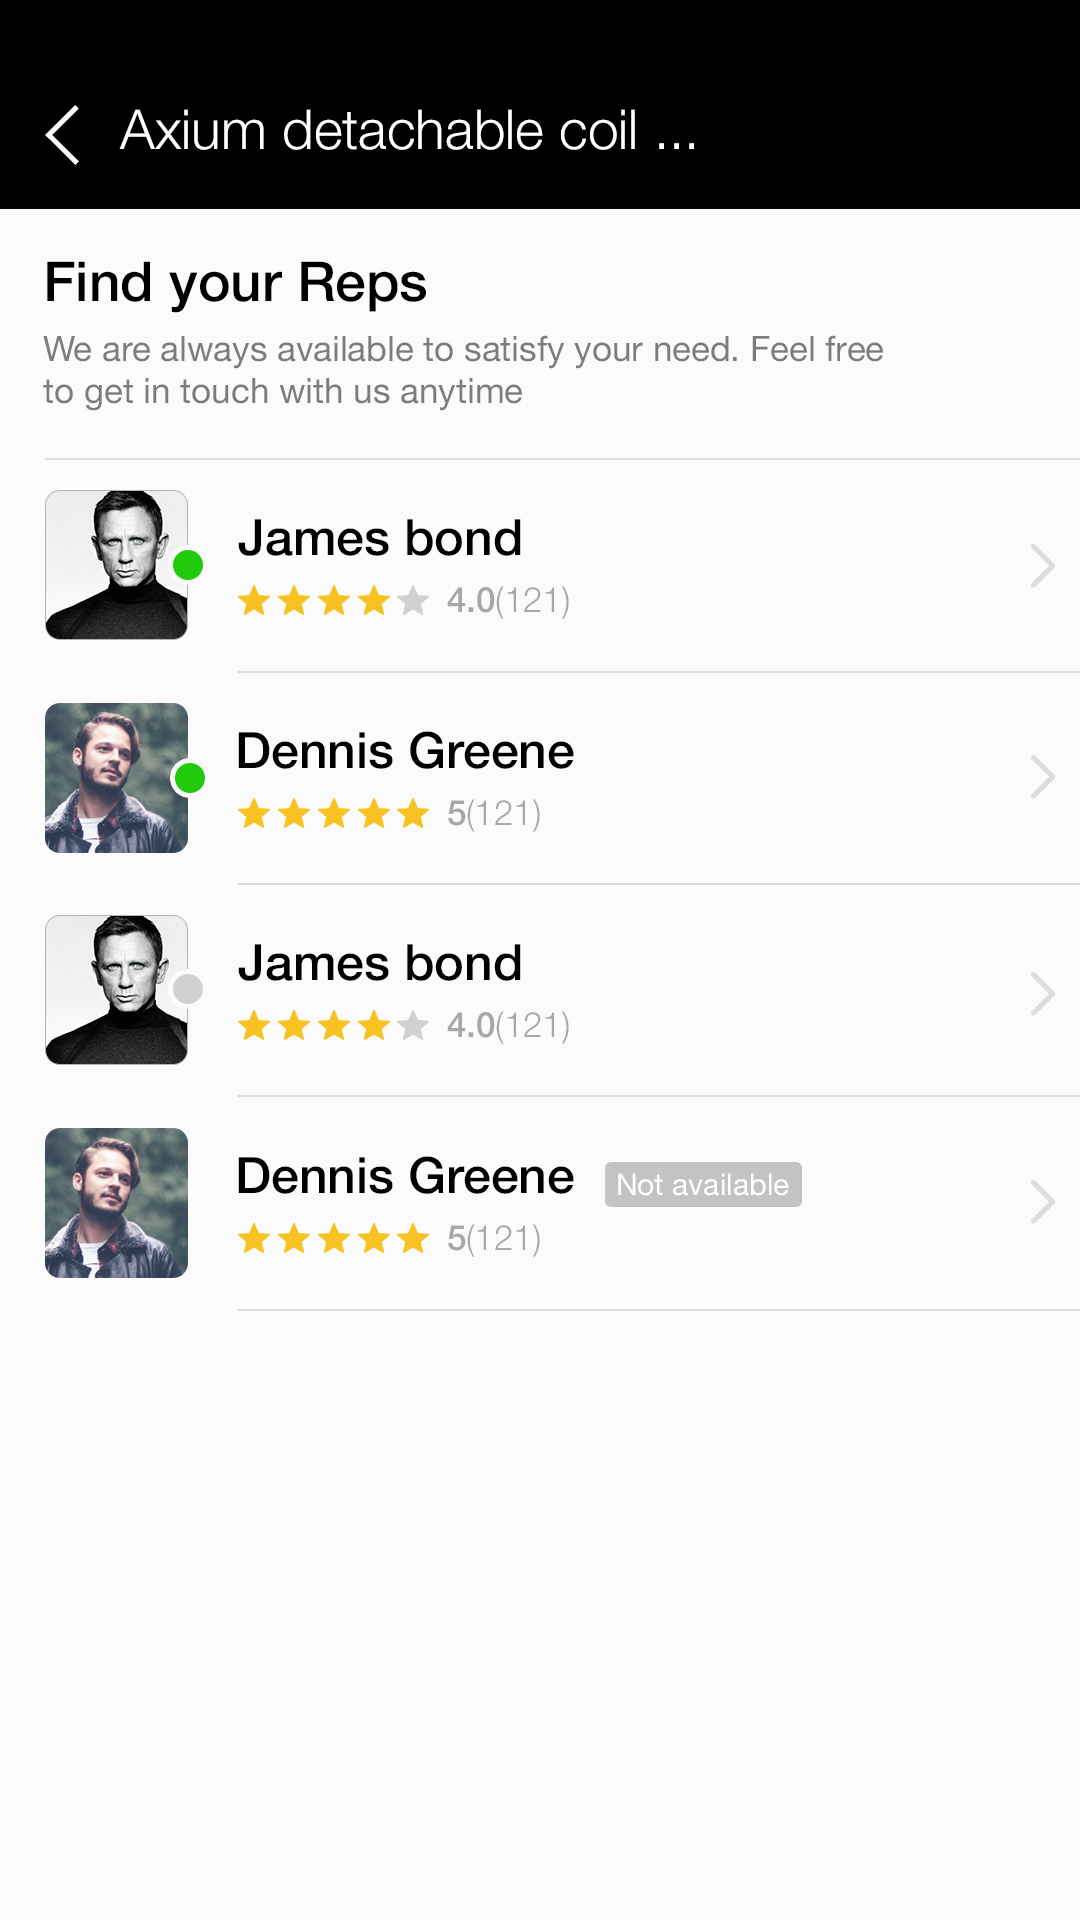 Axium detachable coil ...
Find your Reps
We are always available to satisfy your need. Feel free
to get in touch with us anytime
James bond
4.0(121)
Dennis Greene
5(121)
James bond
4.0(121)
Dennis Greene Not available
5(121)